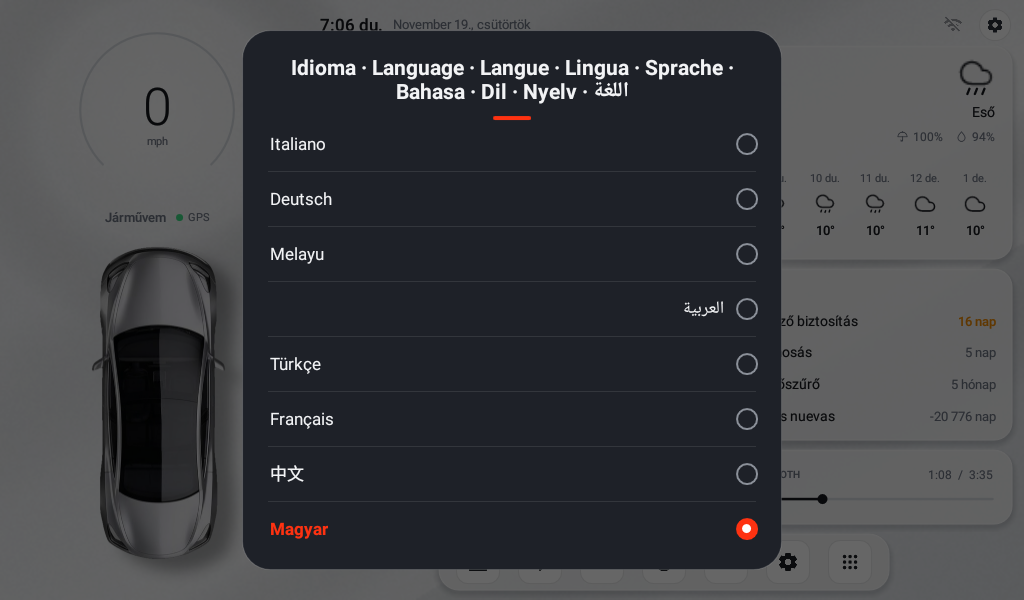 7:06 du. November 19., csütörtök
Idioma · Language · Langue · Lingua · Sprache ·
Bahasa · Dil · Nyelv · اللغة
Italiano
Deutsch
Melayu
العربية
Türkçe
Français
中文
Magyar
0
mph
Járművem GPS
Eső
100% 94%
10 du. 11 du. 12 de. 1 de.
10° 10° 11° 10°
biztosítás 16 nap
5 nap
5 hónap
nuevas -20 776 nap
1:08 / 3:35